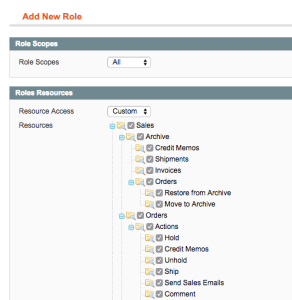 Add New Role
Role Scopes
Role Scopes All
Roles Resources
Resource Access Custom
Resources Sales
Archive
Credit Memos
Shipments
Invoices
Orders
Restore from Archive
Move to Archive
Orders
Actions
Hold
Credit Memos
Unhold
Ship
Send Sales Emails
Comment